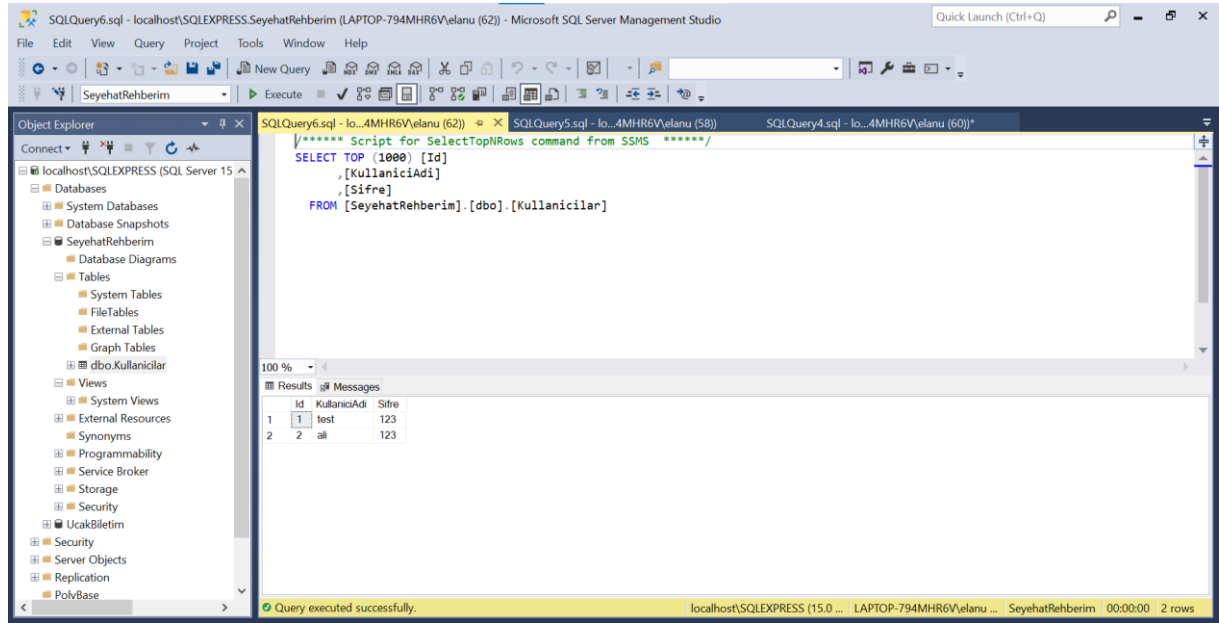 SQLQuery6.sql - localhost\SQLEXPRESS.SeyehatRehberim (LAPTOP-794MHR6V\elanu (62)) - Microsoft SQL Server Management Studio
Quick Launch (Ctrl+Q)
File Edit View Query Project Tools Window Help
New Query
SeyehatRehberim
Execute
Object Explorer
SQLQuery6.sql - lo...4MHR6V\elanu (62)) SQLQuery5.sql - lo...4MHR6V\elanu (58)) SQLQuery4.sql - lo...4MHR6V\elanu (60))*
Connect
localhost\SQLEXPRESS (SQL Server 15
Databases
System Databases
Database Snapshots
SeyehatRehberim
Database Diagrams
Tables
System Tables
FileTables
External Tables
Graph Tables
dbo.Kullanicilar
Views
System Views
External Resources
Synonyms
Programmability
Service Broker
Storage
Security
UcakBiletim
Security
Server Objects
Replication
PolyBase
/****** Script for SelectTopNRows command from SSMS ******/
SELECT TOP (1000) [Id]
,[KullaniciAdi]
,[Sifre]
FROM [SeyehatRehberim].[dbo].[Kullanicilar]
100 %
Results Messages
Id KullaniciAdi Sifre
1 1 test 123
2 2 ali 123
Query executed successfully.
localhost\SQLEXPRESS (15.0 ... LAPTOP-794MHR6V\elanu ... SeyehatRehberim 00:00:00 2 rows